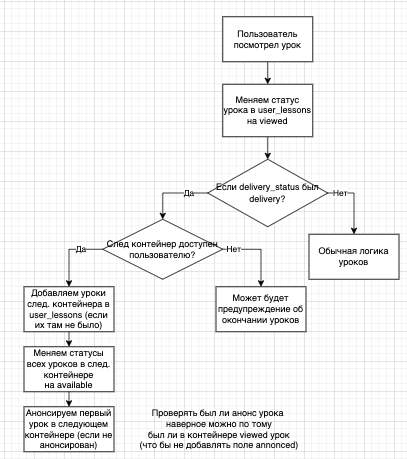 Пользователь
посмотрел урок
Меняем статус
урока в user_lessons
на viewed
Если delivery_status был
delivery?
Да
Нет
След контейнер доступен
пользователю?
Обычная логика
уроков
Да
Нет
Добавляем уроки
след. контейнера в
user_lessons (если
их там не было)
Может будет
предупреждение об
окончании уроков
Меняем статусы
всех уроков в след.
контейнере
на available
Анонсируем первый
урок в следующем
контейнере (если не
анонсирован)
Проверять был ли анонс урока
наверное можно по тому
был ли в контейнере viewed урок
(что бы не добавлять поле annonced)